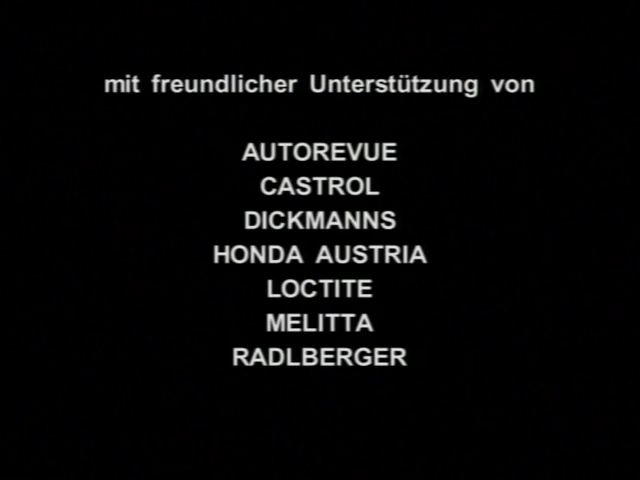 mit freundlicher Unterstützung von
AUTOREVUE
CASTROL
DICKMANNS
HONDA AUSTRIA
LOCTITE
MELITTA
RADLBERGER